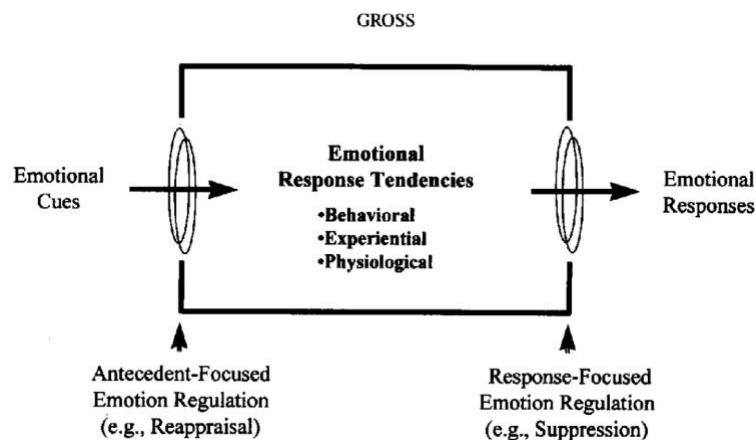 GROSS
Emotional
Cues
Emotional
Response Tendencies
•Behavioral
•Experiential
•Physiological
Emotional
Responses
Antecedent-Focused
Emotion Regulation
(e.g., Reappraisal)
Response-Focused
Emotion Regulation
(e.g., Suppression)